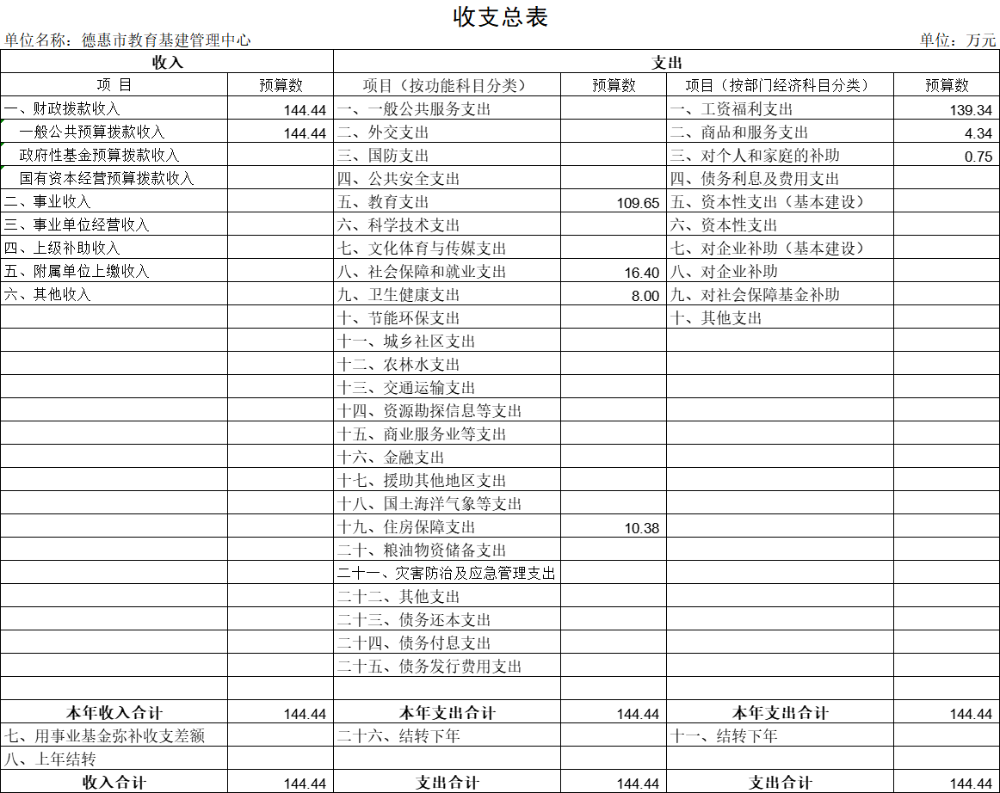 收支总表
单位名称：德惠市教育基建管理中心 单位：万元
收入 支出
项 目 预算数 项目（按功能科目分类） 预算数 项目（按部门经济科目分类） 预算数
一、财政拨款收入 144.44 一、一般公共服务支出 一、工资福利支出 139.34
一般公共预算拨款收入 144.44 二、外交支出 二、商品和服务支出 4.34
政府性基金预算拨款收入 三、国防支出 三、对个人和家庭的补助 0.75
国有资本经营预算拨款收入 四、公共安全支出 四、债务利息及费用支出
二、事业收入 五、教育支出 109.65 五、资本性支出（基本建设）
三、事业单位经营收入 六、科学技术支出 六、资本性支出
四、上级补助收入 七、文化体育与传媒支出 七、对企业补助（基本建设）
五、附属单位上缴收入 八、社会保障和就业支出 16.40 八、对企业补助
六、其他收入 九、卫生健康支出 8.00 九、对社会保障基金补助
十、节能环保支出 十、其他支出
十一、城乡社区支出
十二、农林水支出
十三、交通运输支出
十四、资源勘探信息等支出
十五、商业服务业等支出
十六、金融支出
十七、援助其他地区支出
十八、国土海洋气象等支出
十九、住房保障支出 10.38
二十、粮油物资储备支出
二十一、灾害防治及应急管理支出
二十二、其他支出
二十三、债务还本支出
二十四、债务付息支出
二十五、债务发行费用支出
本年收入合计 144.44 本年支出合计 144.44 本年支出合计 144.44
七、用事业基金弥补收支差额 二十六、结转下年 十一、结转下年
八、上年结转
收入合计 144.44 支出合计 144.44 支出合计 144.44